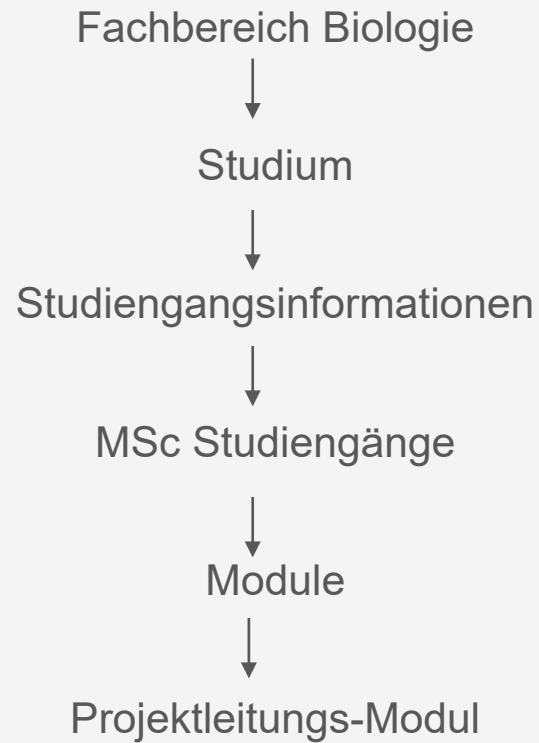 Fachbereich Biologie
Studium
Studiengangsinformationen
MSc Studiengänge
Module
Projektleitungs-Modul